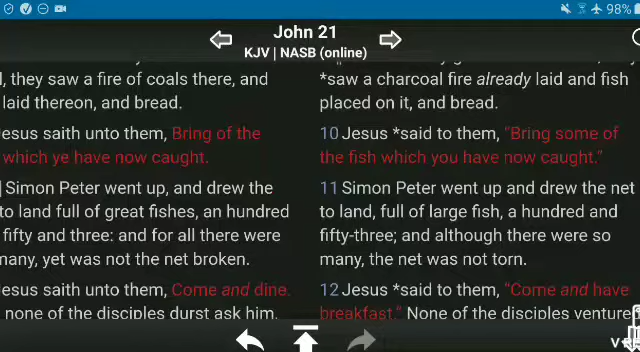 98%
John 21
KJV | NASB (online)
, they saw a fire of coals there, and
laid thereon, and bread.
esus saith unto them, Bring of the
which ye have now caught.
Simon Peter went up, and drew the
to land full of great fishes, an hundred
fifty and three: and for all there were
many, yet was not the net broken.
esus saith unto them, Come and dine.
none of the disciples durst ask him,
*saw a charcoal fire already laid and fish
placed on it, and bread.
10 Jesus *said to them, "Bring some of
the fish which you have now caught."
11 Simon Peter went up and drew the net
to land, full of large fish, a hundred and
fifty-three; and although there were so
many, the net was not torn.
12 Jesus *said to them, "Come and have
breakfast." None of the disciples ventured